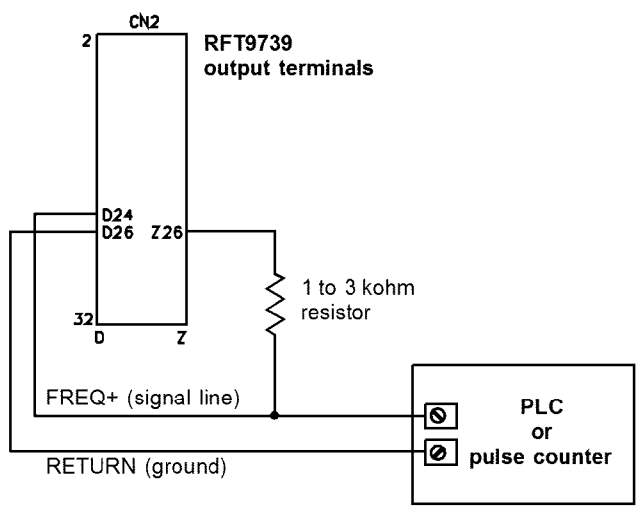 CN2
2
RFT9739
output terminals
D24
D26 Z26
1 to 3 kohm
resistor
32
D Z
FREQ+ (signal line)
PLC
or
pulse counter
RETURN (ground)